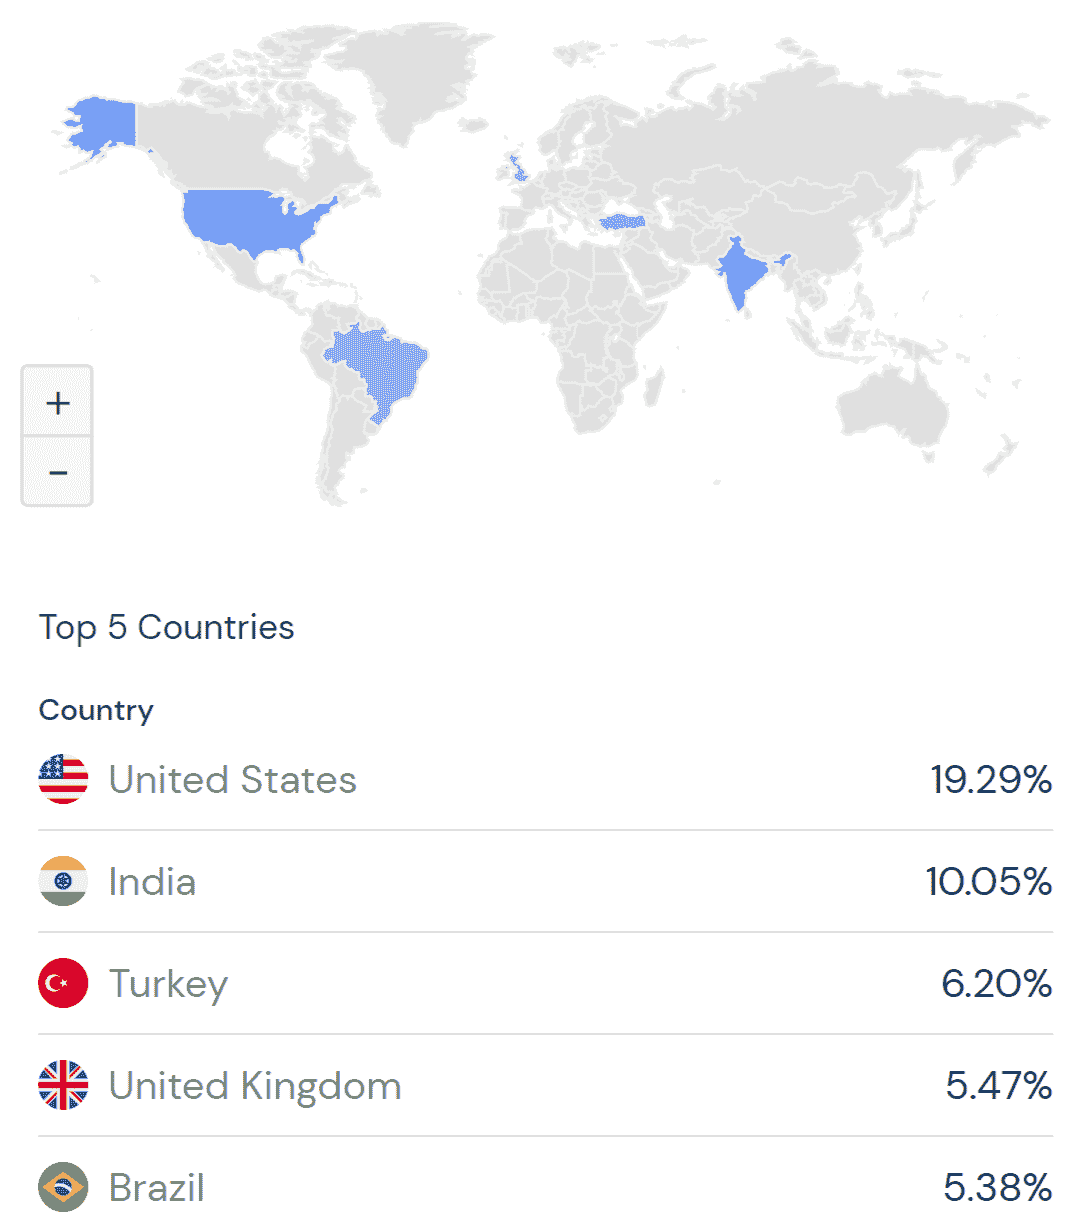 +
−
Top 5 Countries
Country
United States 19.29%
India 10.05%
Turkey 6.20%
United Kingdom 5.47%
Brazil 5.38%